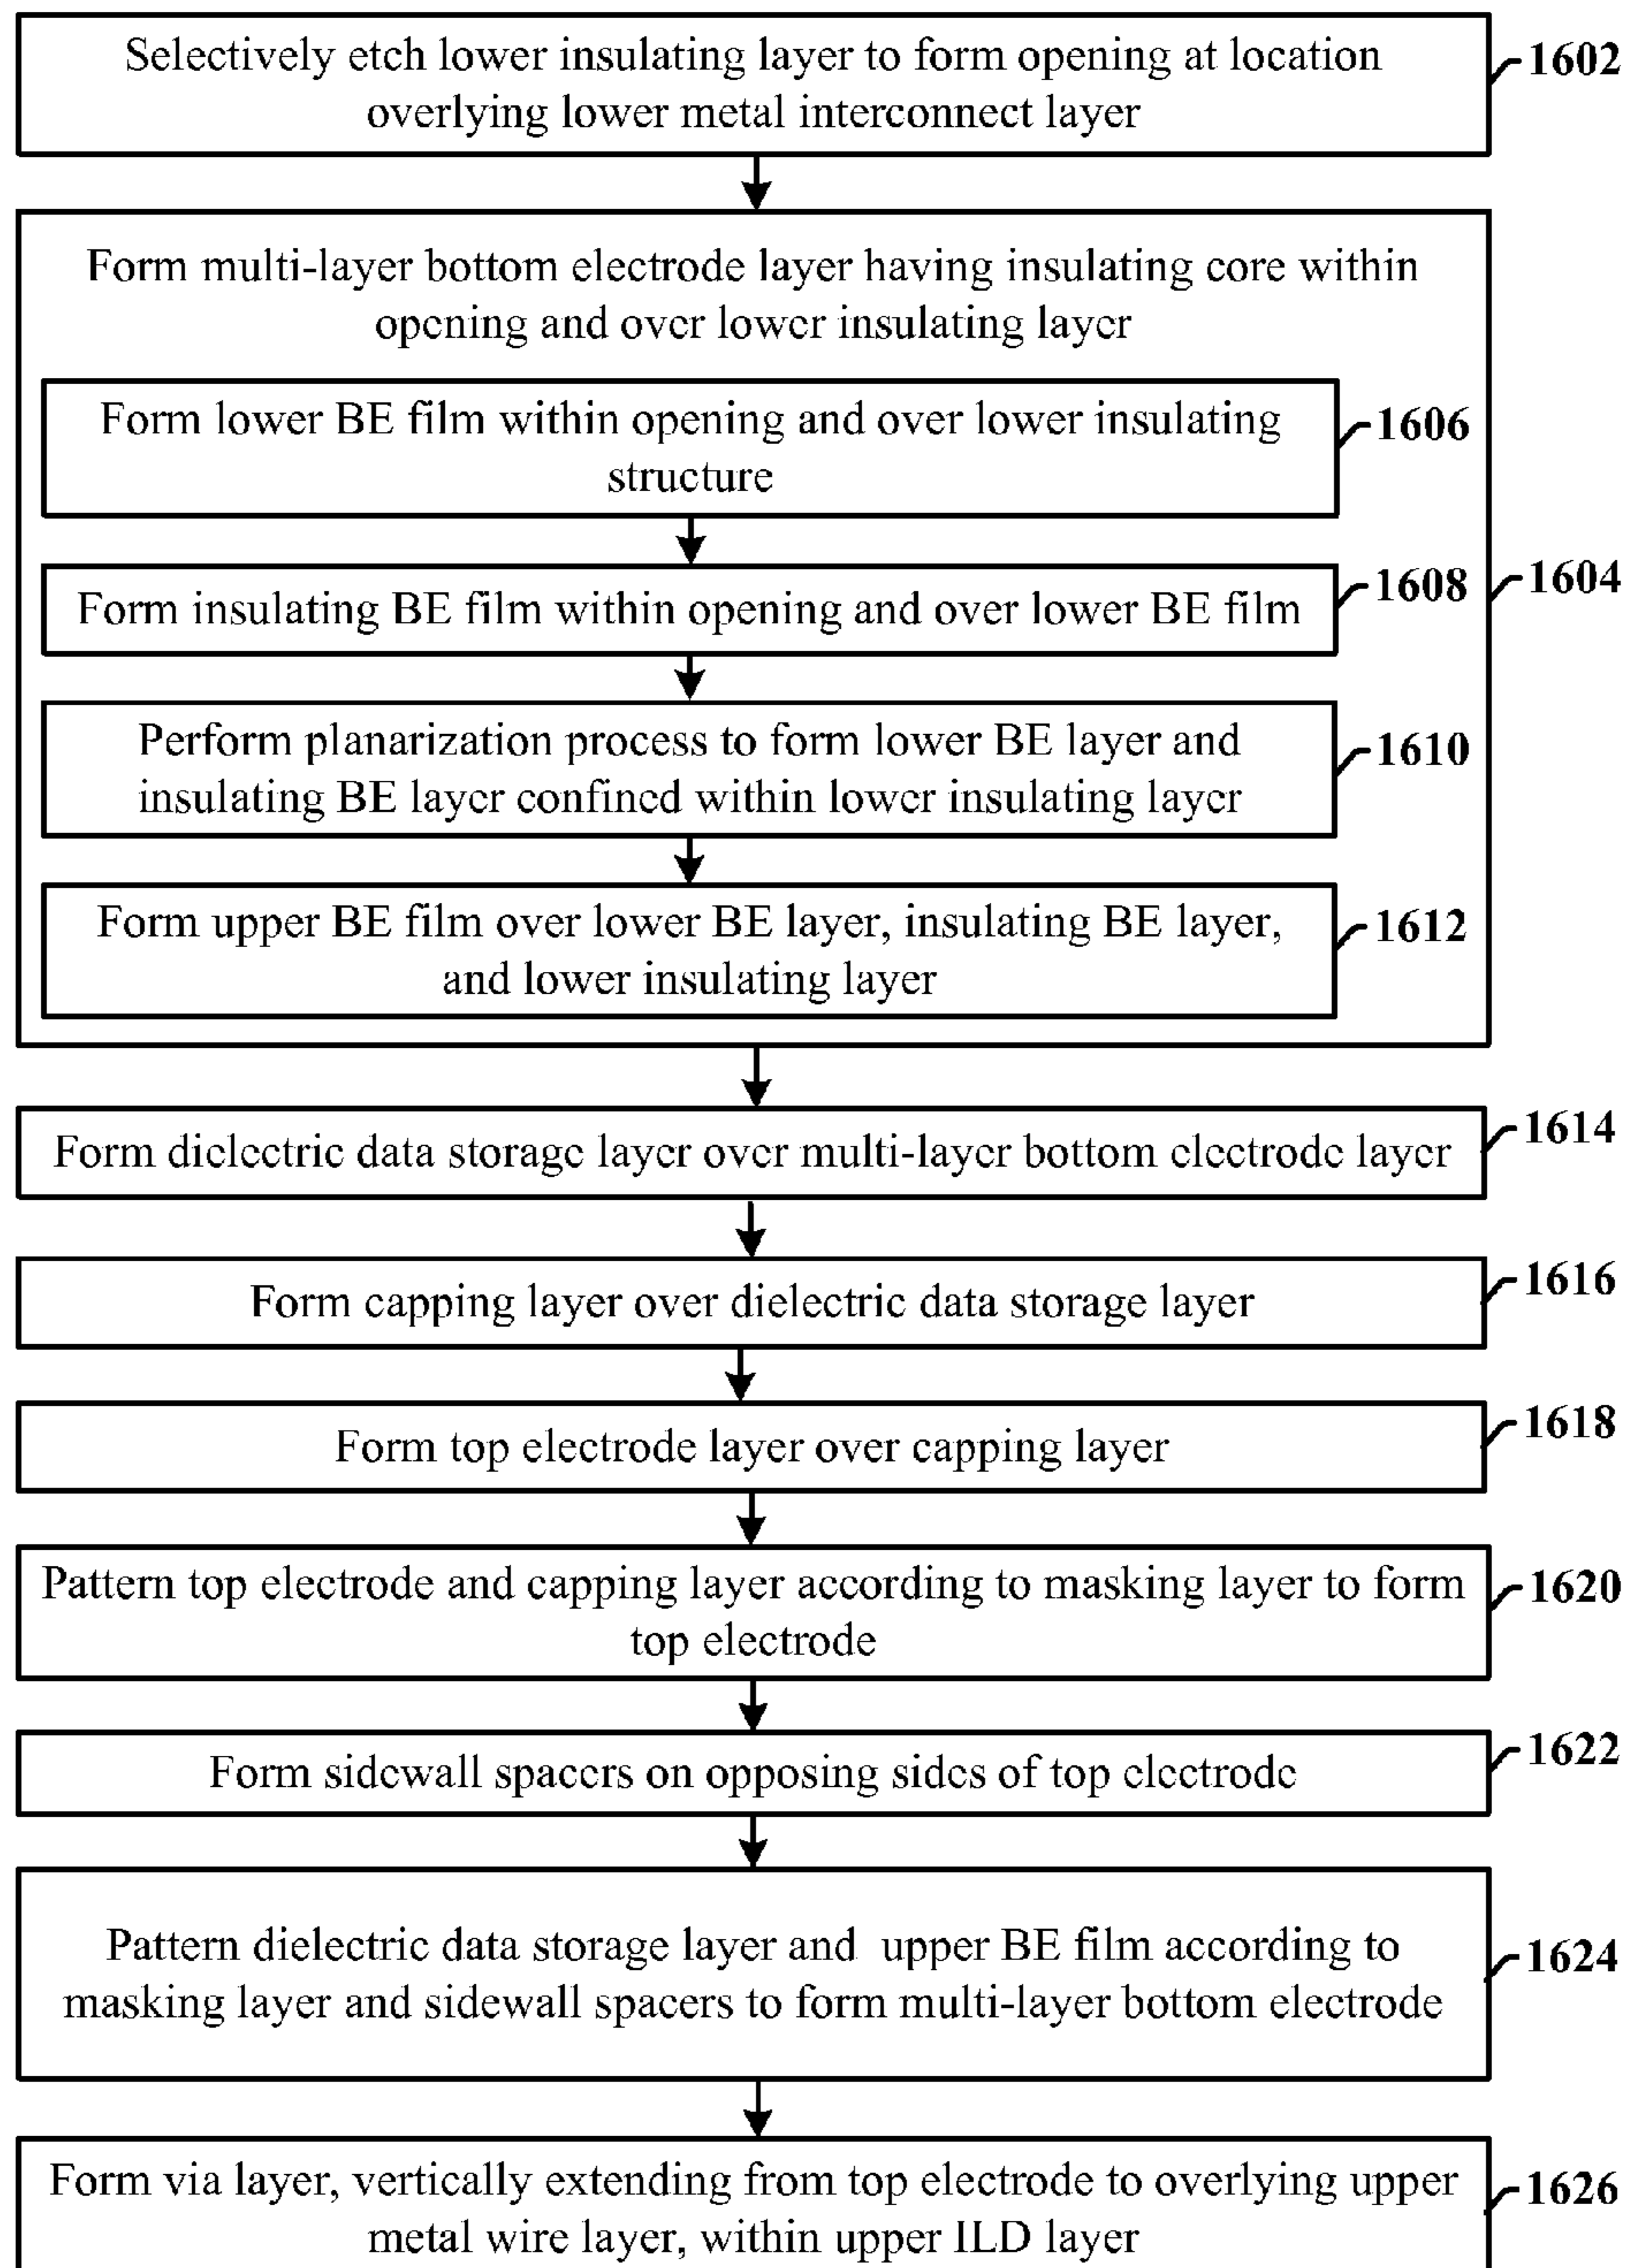 Selectively etch lower insulating layer to form opening at location
overlying lower metal interconnect layer
1602
Form multi-layer bottom electrode layer having insulating core within
opening and over lower insulating layer
1604
Form lower BE film within opening and over lower insulating
structure
1606
Form insulating BE film within opening and over lower BE film
1608
Perform planarization process to form lower BE layer and
insulating BE layer confined within lower insulating layer
1610
Form upper BE film over lower BE layer, insulating BE layer,
and lower insulating layer
1612
Form dielectric data storage layer over multi-layer bottom electrode layer
1614
Form capping layer over dielectric data storage layer
1616
Form top electrode layer over capping layer
1618
Pattern top electrode and capping layer according to masking layer to form
top electrode
1620
Form sidewall spacers on opposing sides of top electrode
1622
Pattern dielectric data storage layer and upper BE film according to
masking layer and sidewall spacers to form multi-layer bottom electrode
1624
Form via layer, vertically extending from top electrode to overlying upper
metal wire layer, within upper ILD layer
1626